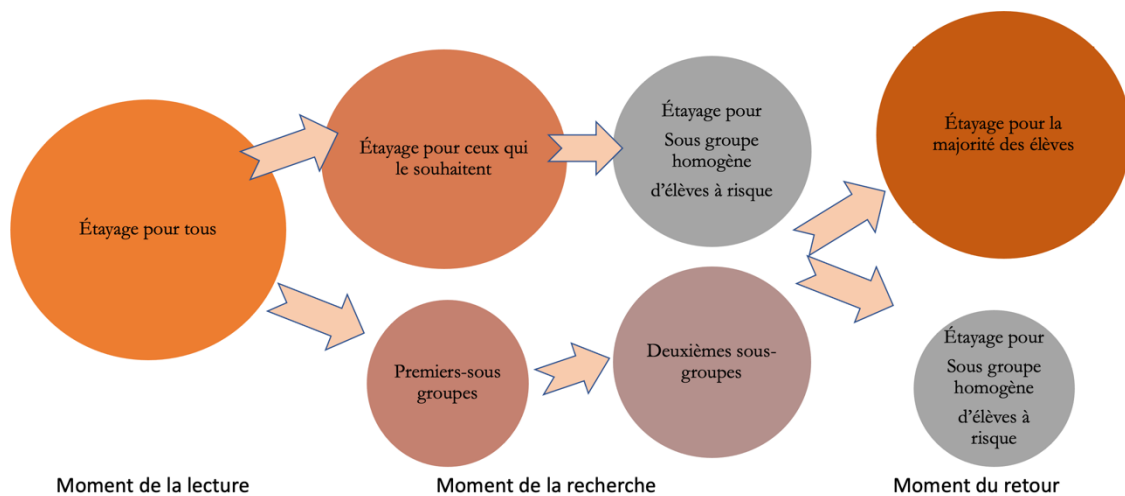 Étayage pour tous
Étayage pour ceux qui
le souhaitent
Étayage pour
Sous groupe
homogène
d’élèves à risque
Étayage pour la
majorité des élèves
Premiers-sous
groupes
Deuxièmes sous-
groupes
Étayage pour
Sous groupe
homogène
d’élèves à
risque
Moment de la lecture
Moment de la recherche
Moment du retour